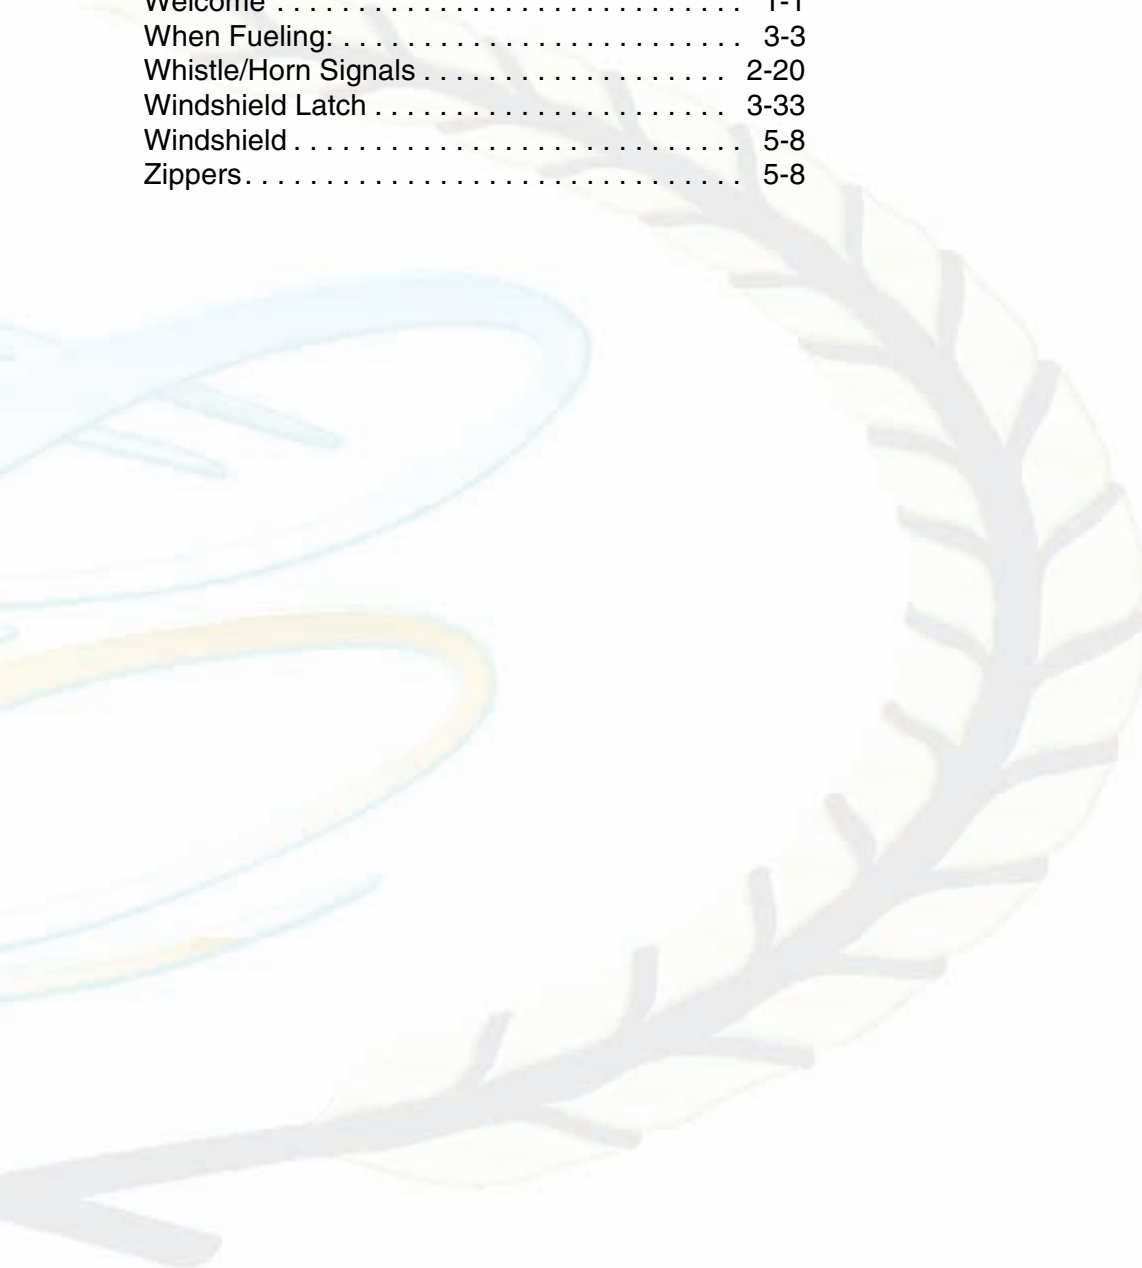 Welcome . . . . . . . . . . . . . . . . . . . . . . . . . . . . . 1-1
When Fueling: . . . . . . . . . . . . . . . . . . . . . . . . . 3-3
Whistle/Horn Signals . . . . . . . . . . . . . . . . . . . 2-20
Windshield Latch . . . . . . . . . . . . . . . . . . . . . . 3-33
Windshield . . . . . . . . . . . . . . . . . . . . . . . . . . . . 5-8
Zippers. . . . . . . . . . . . . . . . . . . . . . . . . . . . . . . 5-8